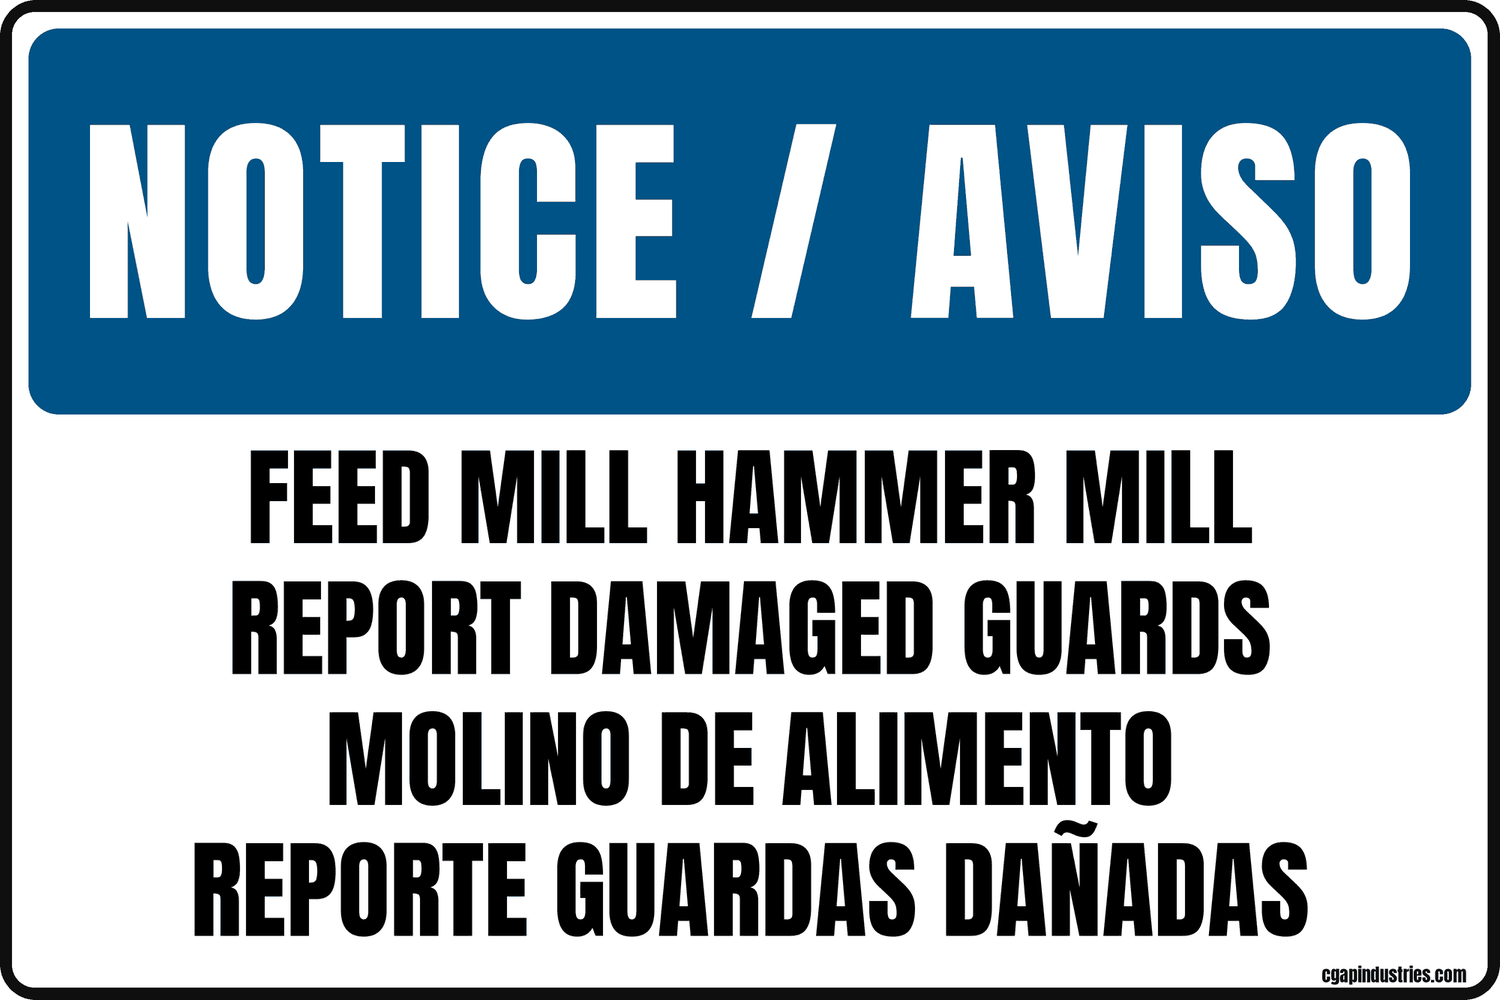 NOTICE / AVISO
FEED MILL HAMMER MILL
REPORT DAMAGED GUARDS
MOLINO DE ALIMENTO
REPORTE GUARDAS DAÑADAS
cgapindustries.com